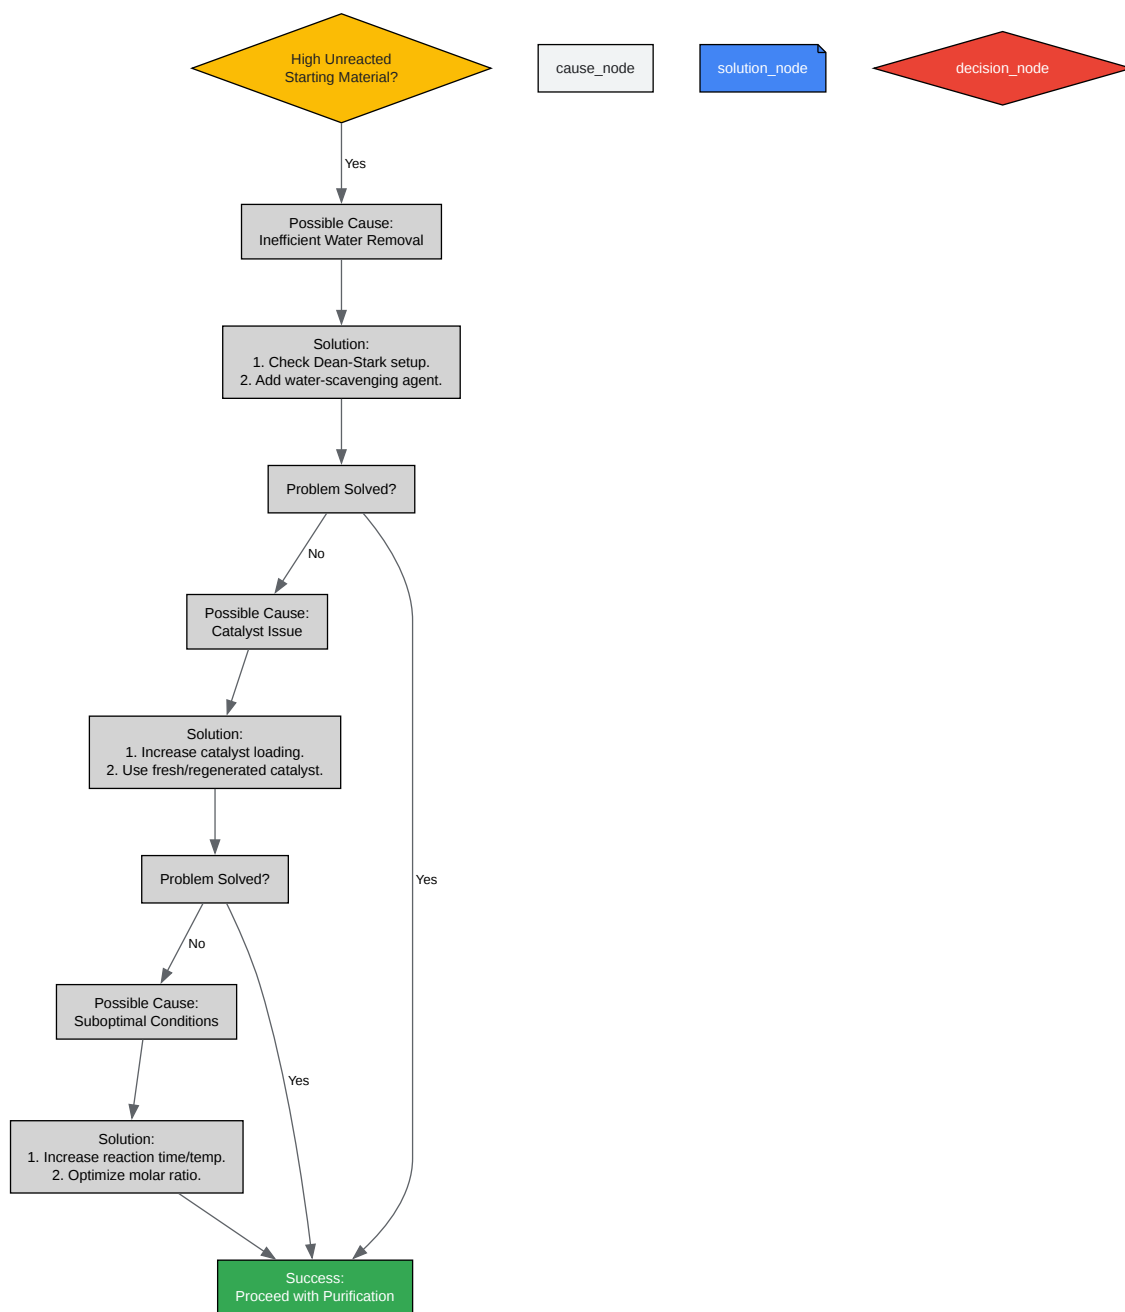 High Unreacted
Starting Material?
cause_node
solution_node
decision_node
Yes
Possible Cause:
Inefficient Water Removal
Solution:
1. Check Dean-Stark setup.
2. Add water-scavenging agent.
Problem Solved?
No
Possible Cause:
Catalyst Issue
Solution:
1. Increase catalyst loading.
2. Use fresh/regenerated catalyst.
Problem Solved?
Yes
No
Possible Cause:
Suboptimal Conditions
Yes
Solution:
1. Increase reaction time/temp.
2. Optimize molar ratio.
Success:
Proceed with Purification